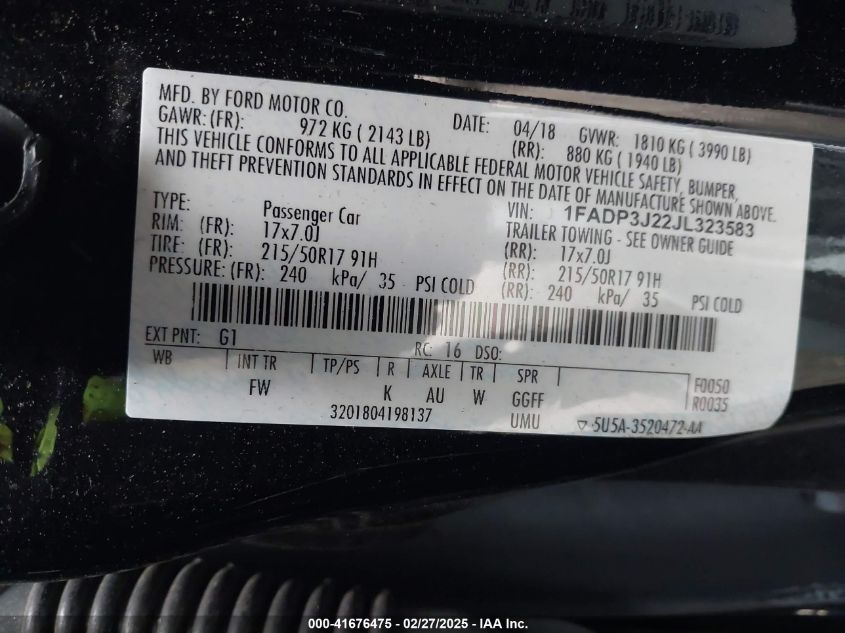 MFD. BY FORD MOTOR CO.
DATE: 04/18 GVWR: 1810 KG ( 3990 LB)
GAWR:(FR): 972 KG ( 2143 LB) (RR): 880 KG ( 1940 LB)
THIS VEHICLE CONFORMS TO ALL APPLICABLE FEDERAL MOTOR VEHICLE SAFETY, BUMPER,
AND THEFT PREVENTION STANDARDS IN EFFECT ON THE DATE OF MANUFACTURE SHOWN ABOVE.
VIN: 1FADP3J22JL323583
TYPE: Passenger Car TRAILER TOWING - SEE OWNER GUIDE
RIM: (FR): 17x7.0J (RR): 17x7.0J
TIRE: (FR): 215/50R17 91H (RR): 215/50R17 91H
PRESSURE: (FR): 240 kPa/ 35 PSI COLD (RR): 240 kPa/ 35 PSI COLD
EXT PNT: G1 RC: 16 DSO:
WB INT TR TP/PS R AXLE TR SPR F0050
FW K AU W GGFF R0035
3201804198137 UMU ▽ 5U5A-3520472-AA
000-41676475 - 02/27/2025 - IAA Inc.